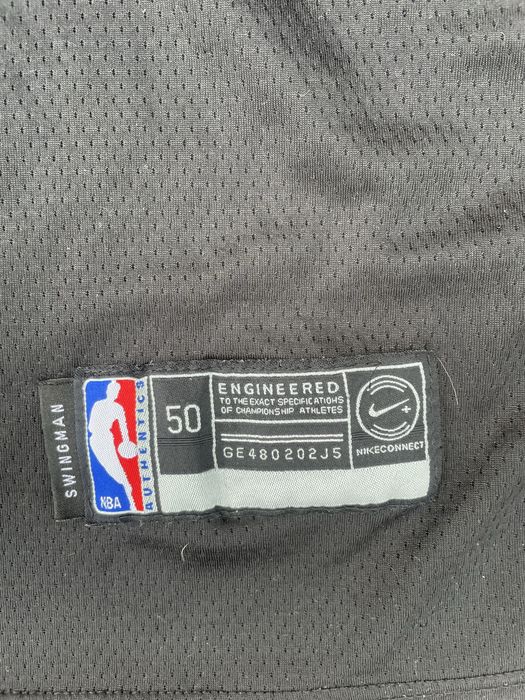 SWINGMAN
NBA
AUTHENTICS
50
ENGINEERED
TO THE EXACT SPECIFICATIONS
OF CHAMPIONSHIP ATHLETES
GE480202J5
NIKECONNECT